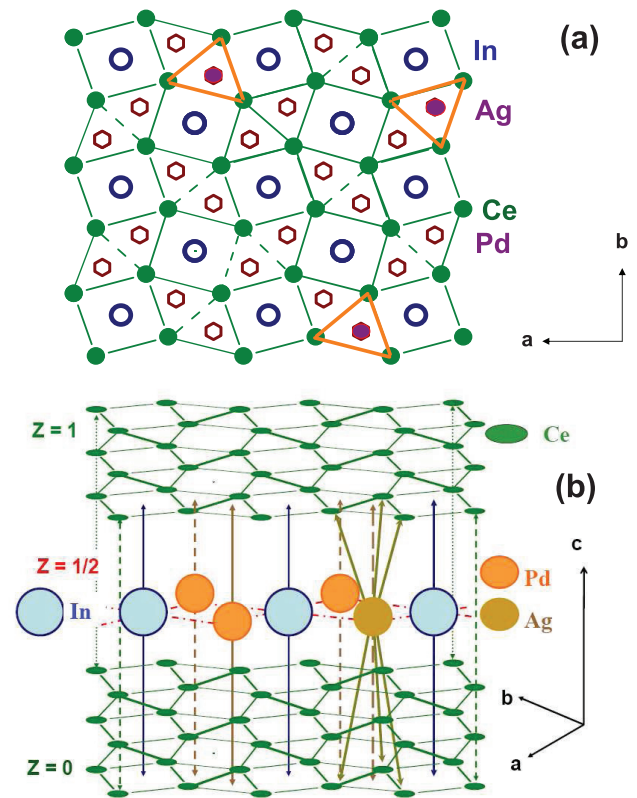 (a)
In
Ag
Ce
Pd
b
a
Z = 1
Ce
(b)
c
Z = 1/2
Pd
In
Ag
b
a
Z = 0